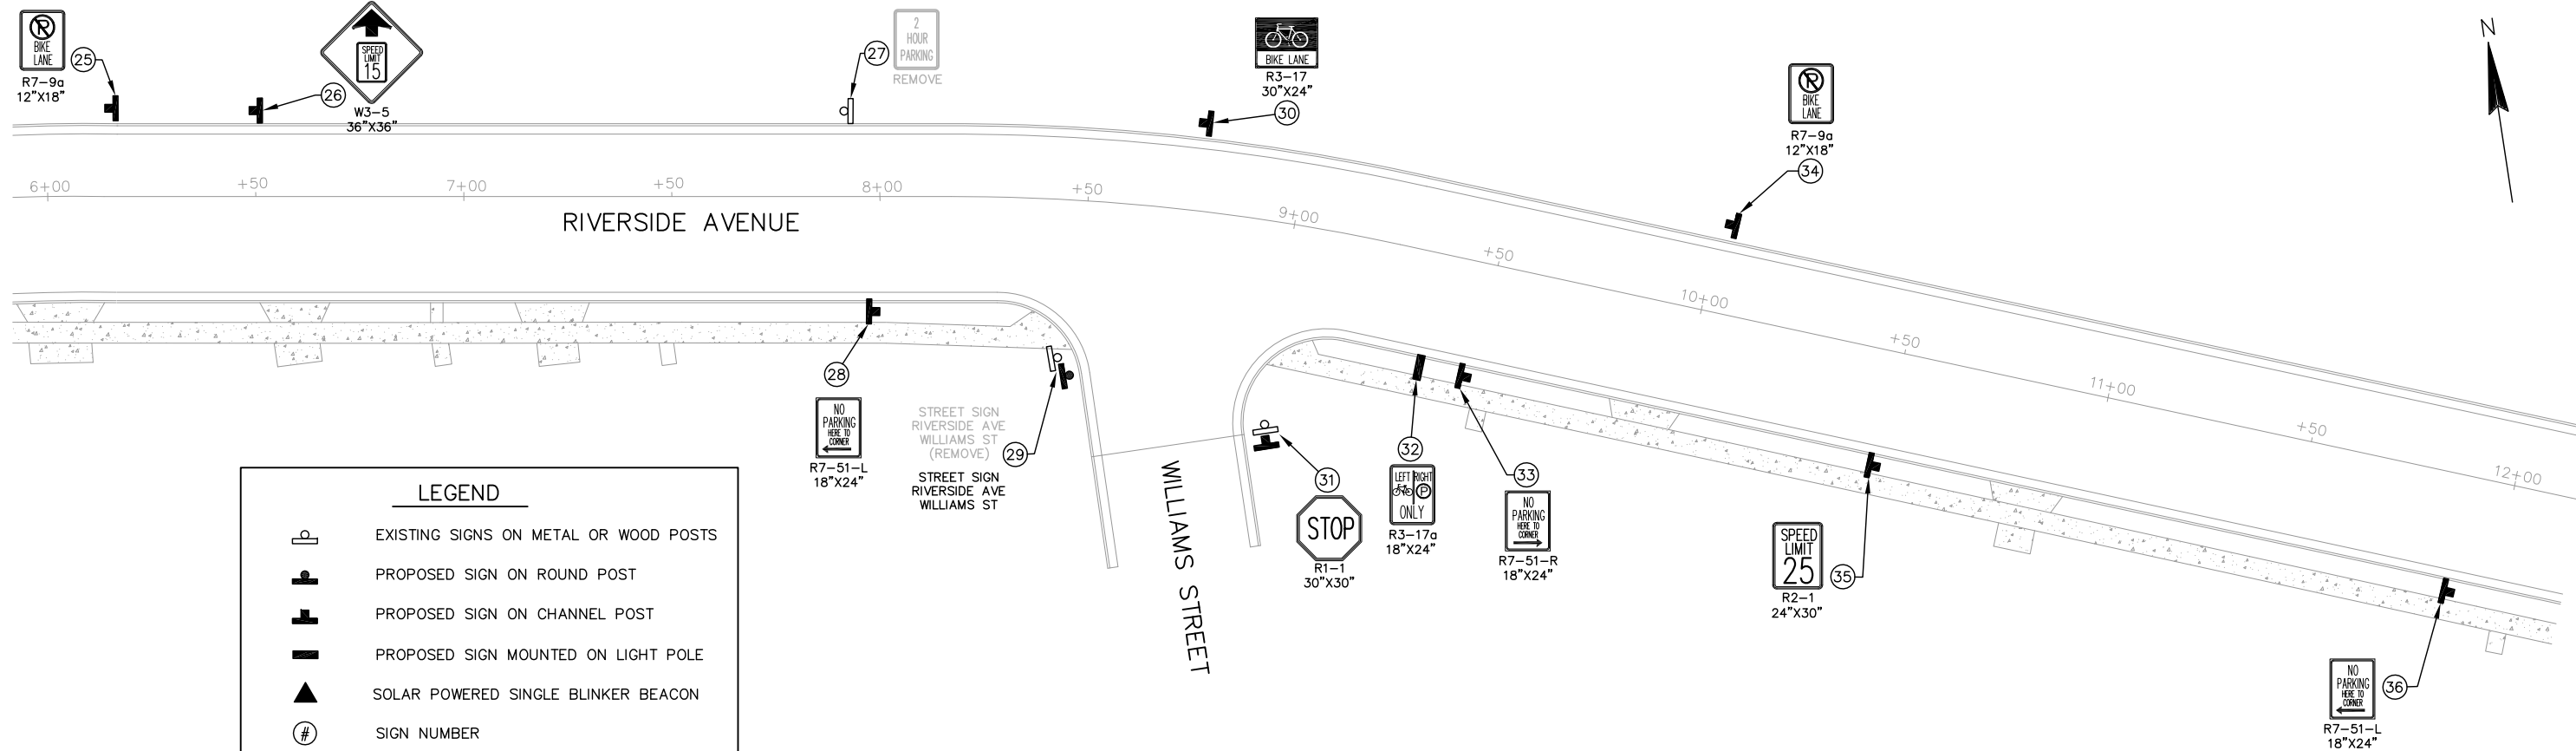 BIKE
LANE
R7-9a
12"X18"
25
SPEED
LIMIT
15
W3-5
36"X36"
26
27
2
HOUR
PARKING
REMOVE
BIKE LANE
R3-17
30"X24"
30
BIKE
LANE
R7-9a
12"X18"
34
N
6+00
+50
7+00
+50
8+00
+50
9+00
+50
10+00
+50
11+00
+50
12+00
RIVERSIDE AVENUE
28
NO
PARKING
HERE TO
CORNER
R7-51-L
18"X24"
STREET SIGN
RIVERSIDE AVE
WILLIAMS ST
(REMOVE)
29
STREET SIGN
RIVERSIDE AVE
WILLIAMS ST
WILLIAMS STREET
31
STOP
R1-1
30"X30"
32
LEFT RIGHT
P
ONLY
R3-17a
18"X24"
33
NO
PARKING
HERE TO
CORNER
R7-51-R
18"X24"
SPEED
LIMIT
25
35
R2-1
24"X30"
NO
PARKING
HERE TO
CORNER
36
R7-51-L
18"X24"
LEGEND
EXISTING SIGNS ON METAL OR WOOD POSTS
PROPOSED SIGN ON ROUND POST
PROPOSED SIGN ON CHANNEL POST
PROPOSED SIGN MOUNTED ON LIGHT POLE
SOLAR POWERED SINGLE BLINKER BEACON
# SIGN NUMBER